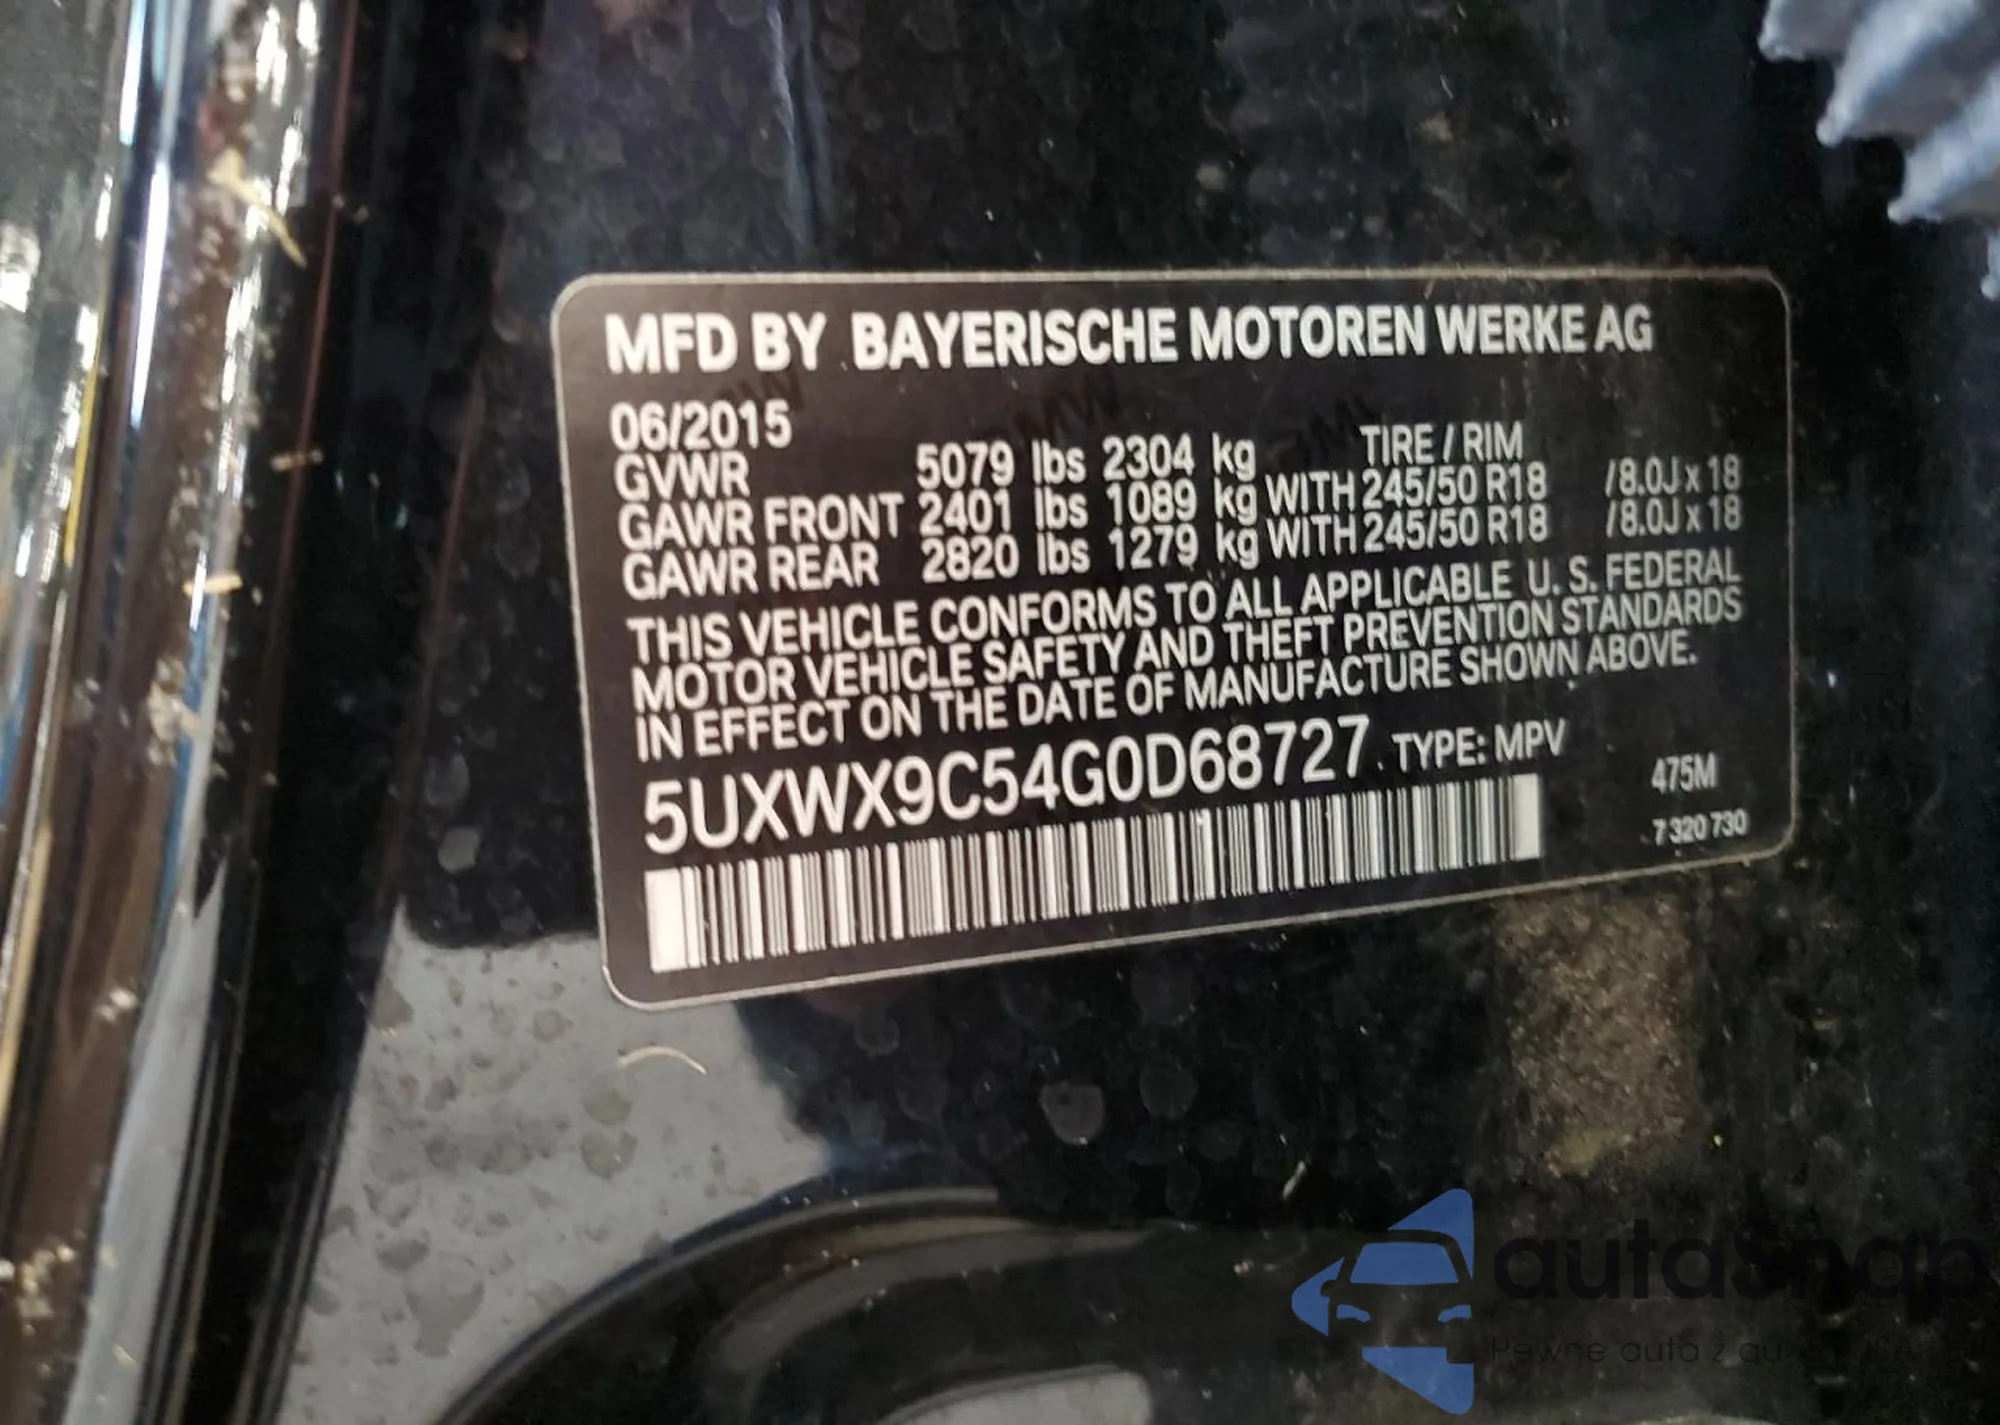 MFD BY BAYERISCHE MOTOREN WERKE AG
06/2015
TIRE / RIM
GVWR 5079 lbs 2304 kg
GAWR FRONT 2401 lbs 1089 kg WITH 245/50 R18 /8.0J x 18
GAWR REAR 2820 lbs 1279 kg WITH 245/50 R18 /8.0J x 18
THIS VEHICLE CONFORMS TO ALL APPLICABLE U. S. FEDERAL
MOTOR VEHICLE SAFETY AND THEFT PREVENTION STANDARDS
IN EFFECT ON THE DATE OF MANUFACTURE SHOWN ABOVE.
5UXWX9C54G0D68727 TYPE: MPV
475M
7 320 730
autosnap
Pewne auto z